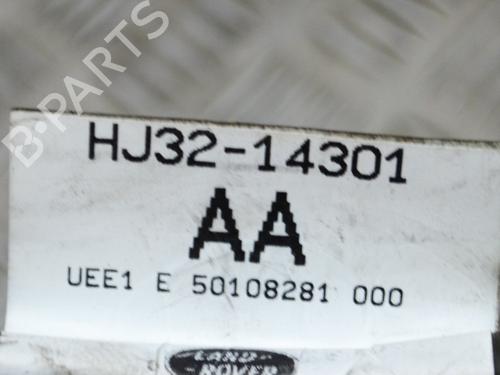 B-PARTS
HJ32-14301
AA
UEE1 E 50108281 000
LAND-
ROVER